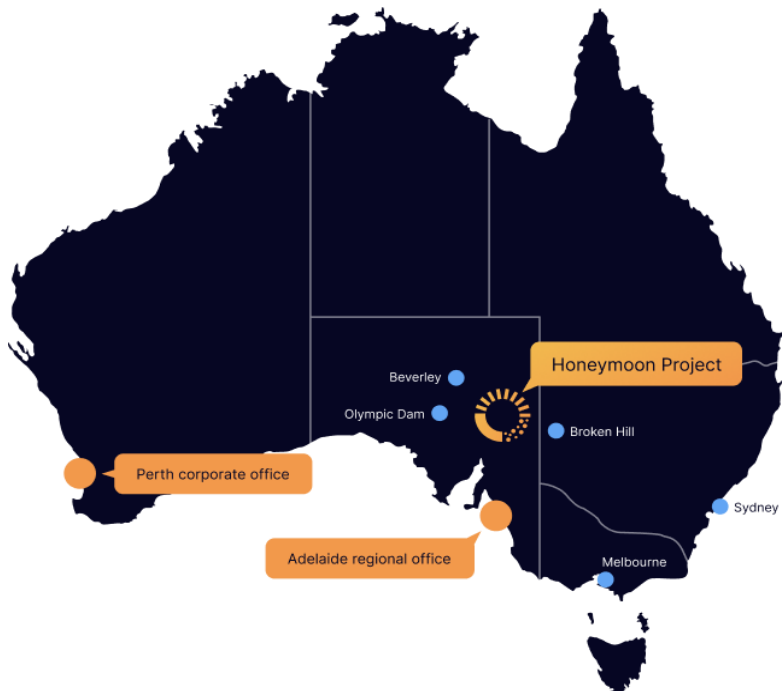 Honeymoon Project
Beverley
Olympic Dam
Broken Hill
Perth corporate office
Sydney
Adelaide regional office
Melbourne